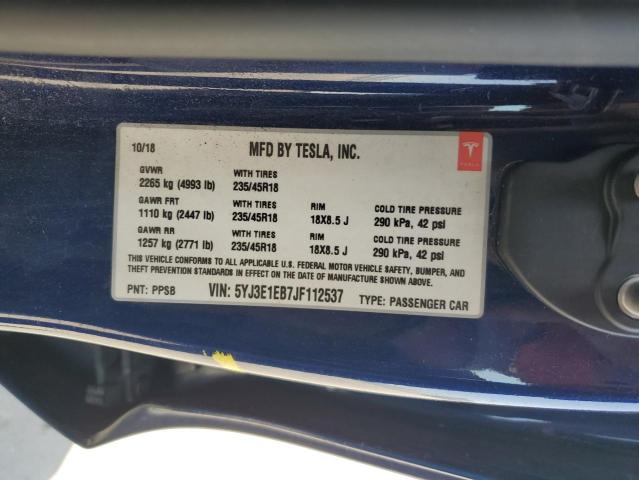 10/18 MFD BY TESLA, INC.
TESLA
GVWR WITH TIRES
2265 kg (4993 lb) 235/45R18
GAWR FRT WITH TIRES RIM COLD TIRE PRESSURE
1110 kg (2447 lb) 235/45R18 18X8.5 J 290 kPa, 42 psi
GAWR RR WITH TIRES RIM COLD TIRE PRESSURE
1257 kg (2771 lb) 235/45R18 18X8.5 J 290 kPa, 42 psi
THIS VEHICLE CONFORMS TO ALL APPLICABLE U.S. FEDERAL MOTOR VEHICLE SAFETY, BUMPER, AND
THEFT PREVENTION STANDARDS IN EFFECT ON THE DATE OF MANUFACTURE SHOWN ABOVE.
PNT: PPSB VIN: 5YJ3E1EB7JF112537 TYPE: PASSENGER CAR